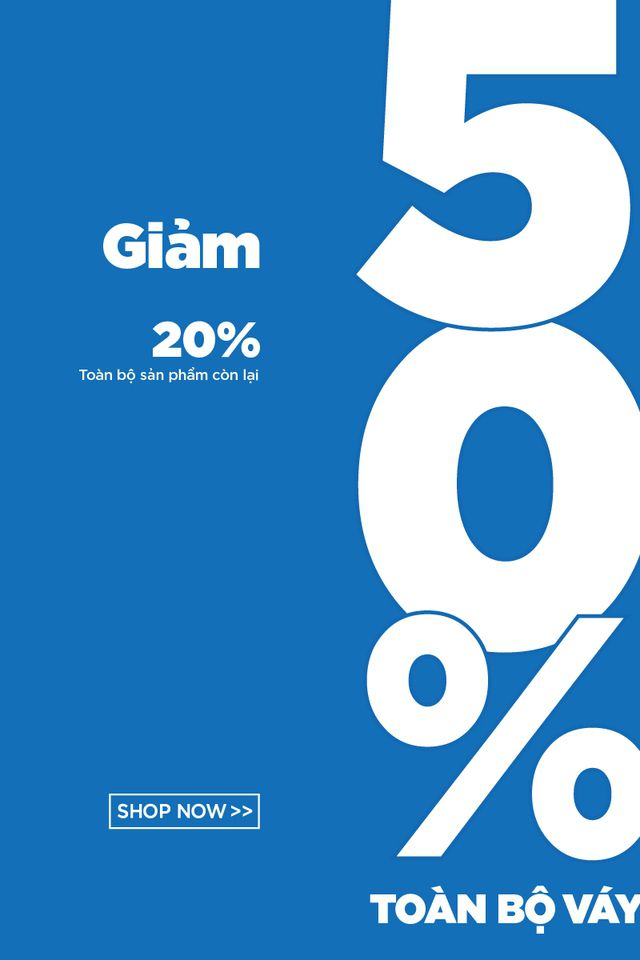 Giảm
50%
20%
Toàn bộ sản phẩm còn lại
SHOP NOW >>
TOÀN BỘ VÁY